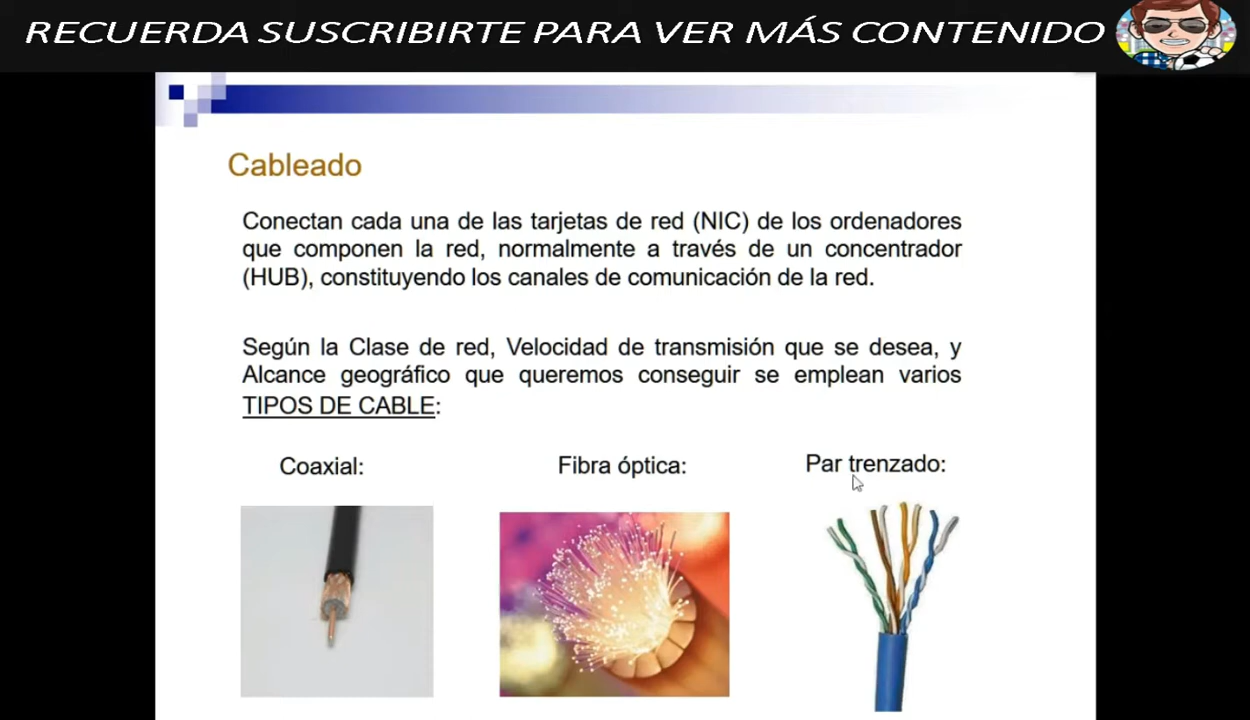 RECUERDA SUSCRIBIRTE PARA VER MÁS CONTENIDO
Cableado
Conectan cada una de las tarjetas de red (NIC) de los ordenadores
que componen la red, normalmente a través de un concentrador
(HUB), constituyendo los canales de comunicación de la red.
Según la Clase de red, Velocidad de transmisión que se desea, y
Alcance geográfico que queremos conseguir se emplean varios
TIPOS DE CABLE:
Coaxial:
Fibra óptica:
Par trenzado: